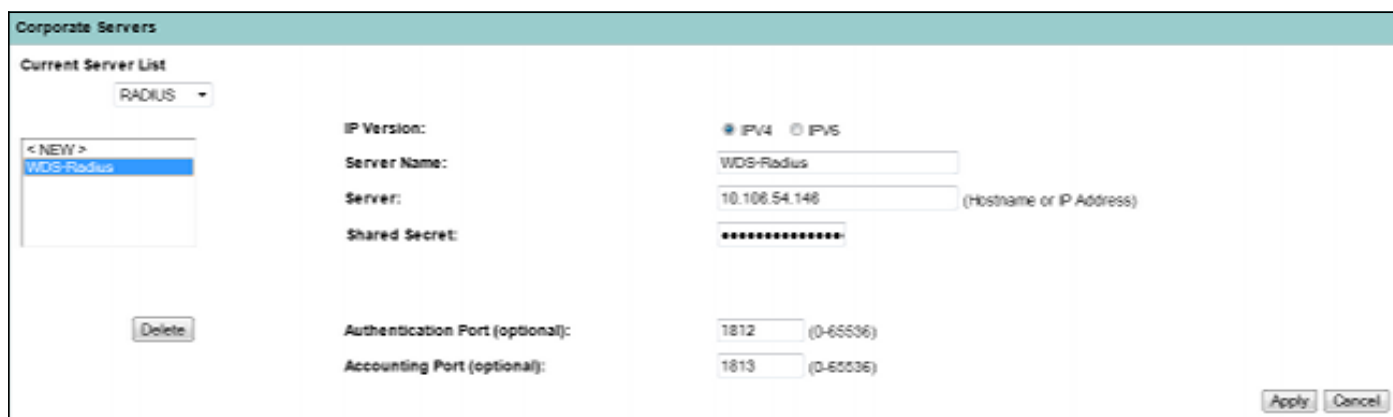 Corporate Servers
Current Server List
RADIUS
IP Version: IPV4 IPV6
< NEW >
WDS-Radius
Server Name: WDS-Radius
Server: 10.106.54.146 (Hostname or IP Address)
Shared Secret: ••••••••••••••
Delete
Authentication Port (optional): 1812 (0-65536)
Accounting Port (optional): 1813 (0-65536)
Apply Cancel